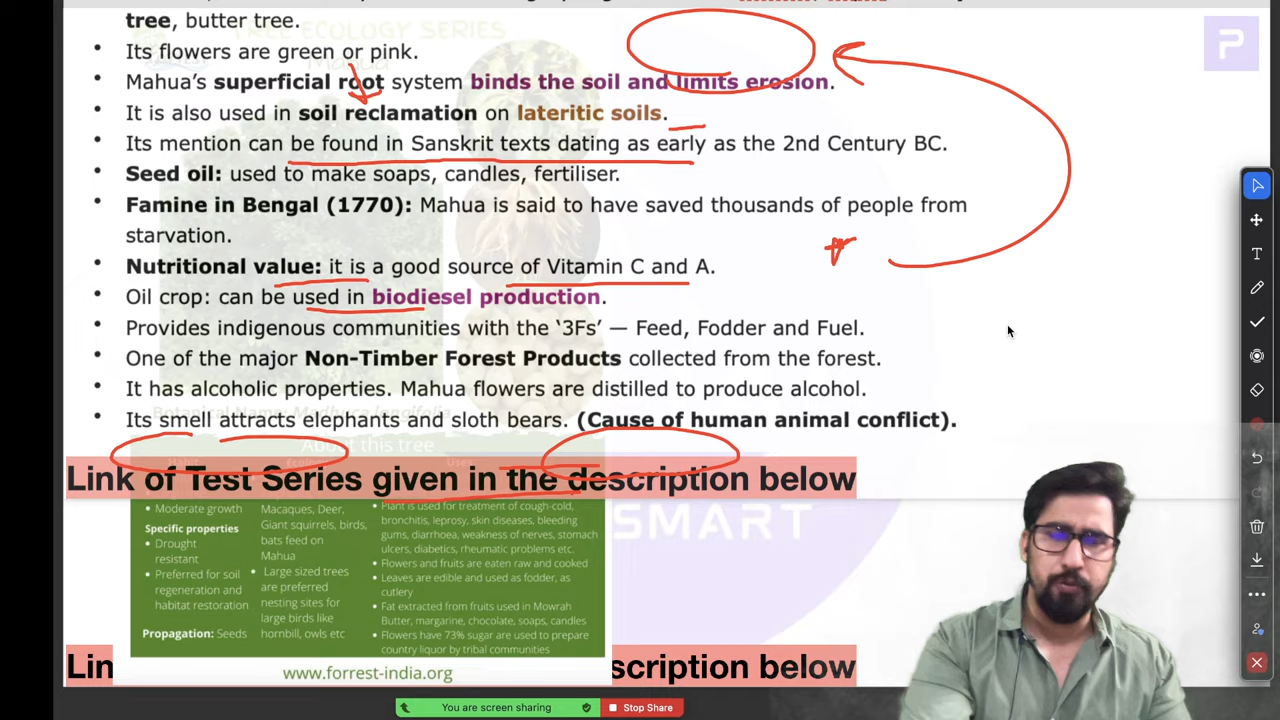 tree, butter tree.
• Its flowers are green or pink.
• Mahua's superficial root system binds the soil and limits erosion.
• It is also used in soil reclamation on lateritic soils.
• Its mention can be found in Sanskrit texts dating as early as the 2nd Century BC.
• Seed oil: used to make soaps, candles, fertiliser.
• Famine in Bengal (1770): Mahua is said to have saved thousands of people from
starvation.
• Nutritional value: it is a good source of Vitamin C and A.
• Oil crop: can be used in biodiesel production.
• Provides indigenous communities with the ‘3Fs’ — Feed, Fodder and Fuel.
• One of the major Non-Timber Forest Products collected from the forest.
• It has alcoholic properties. Mahua flowers are distilled to produce alcohol.
• Its smell attracts elephants and sloth bears. (Cause of human animal conflict).
TREE ECOLOGY SERIES
Mahua
Botanical Name: Madhuca longifolia
About this tree
Link of Test Series given in the description below
• Moderate growth
Specific properties
• Drought
resistant
• Preferred for soil
regeneration and
habitat restoration
Propagation: Seeds
Macaques, Deer,
Giant squirrels, birds,
bats feed on
Mahua
• Large sized trees
are preferred
nesting sites for
large birds like
hornbill, owls etc
• Plant is used for treatment of cough-cold,
bronchitis, leprosy, skin diseases, bleeding
gums, diarrhoea, weakness of nerves, stomach
ulcers, diabetics, rheumatic problems etc.
• Flowers and fruits are eaten raw and cooked
• Leaves are edible and used as fodder, as
cutlery
• Fat extracted from fruits used in Mowrah
Butter, margarine, chocolate, soaps, candles
• Flowers have 73% sugar are used to prepare
country liquor by tribal communities
SMART
Lin scription below
www.forrest-india.org
You are screen sharing
Stop Share
P
T